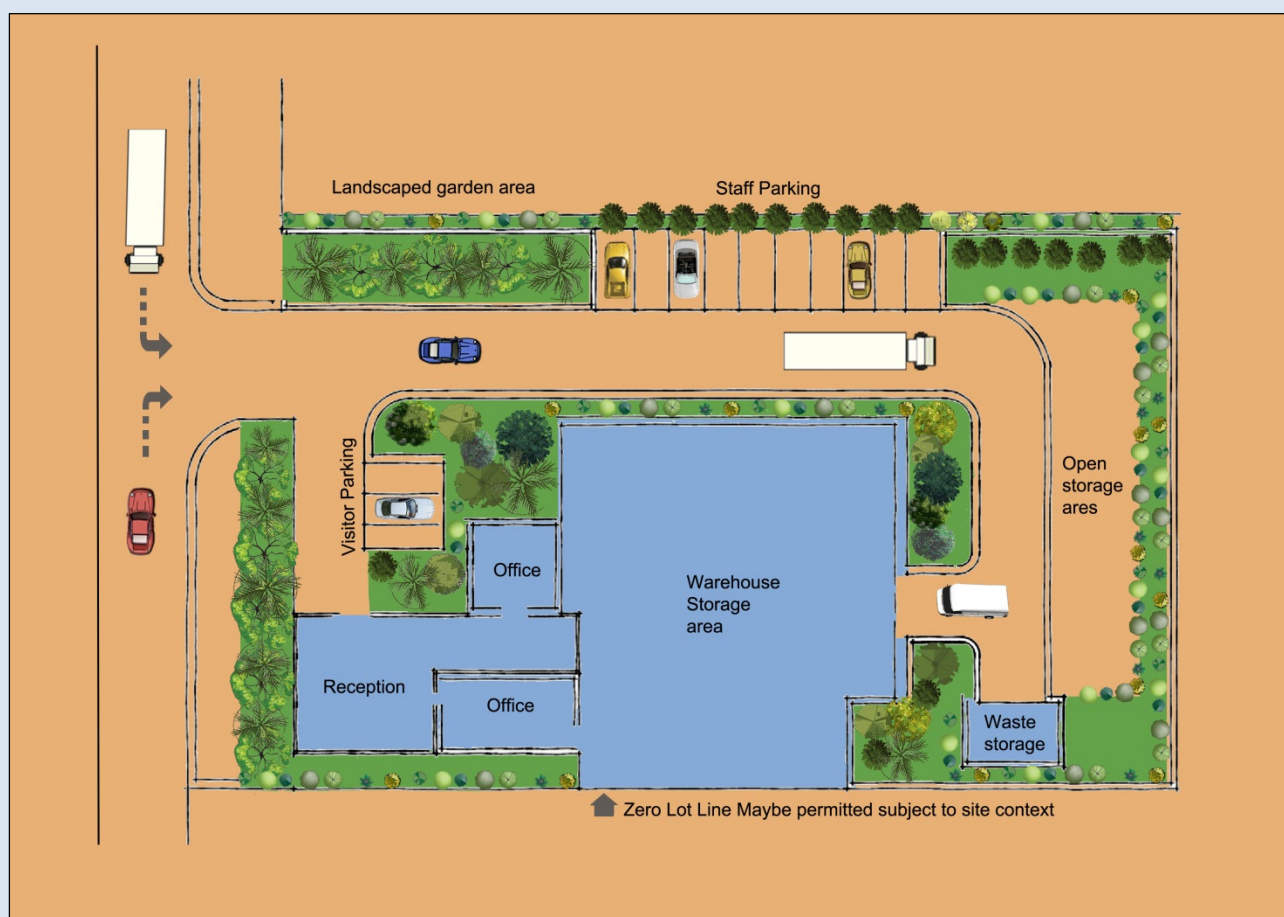 Landscaped garden area
Staff Parking
Visitor Parking
Open
storage
ares
Office
Warehouse
Storage
area
Reception
Office
Waste
storage
Zero Lot Line Maybe permitted subject to site context